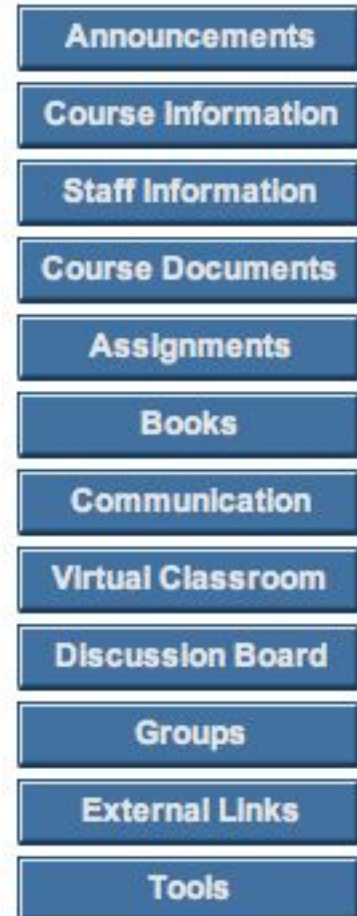 Announcements
Course Information
Staff Information
Course Documents
Assignments
Books
Communication
Virtual Classroom
Discussion Board
Groups
External Links
Tools